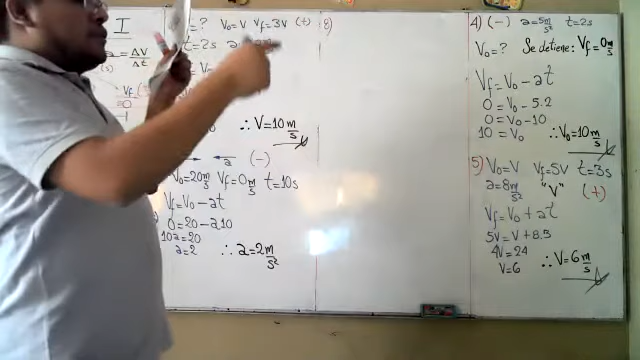 I
a = ΔV
Δt
(s)
? V₀=V Vf=3V (+)
t=2s
∴ V=10 m/s
a (-)
V₀=20 m/s Vf=0 m/s t=10s
Vf=V₀-at
0=20-a.10
10a=20
a=2 ∴ a=2 m/s²
8)
4) (-) a=5m/s² t=2s
V₀=? Se detiene: Vf=0 m/s
Vf=V₀-at
0=V₀-5.2
0=V₀-10
10=V₀ ∴ V₀=10 m/s
5) V₀=V Vf=5V t=3s
a=8m/s² "V" (+)
Vf=V₀+at
5V=V+8.3
4V=24
V=6 ∴ V=6 m/s